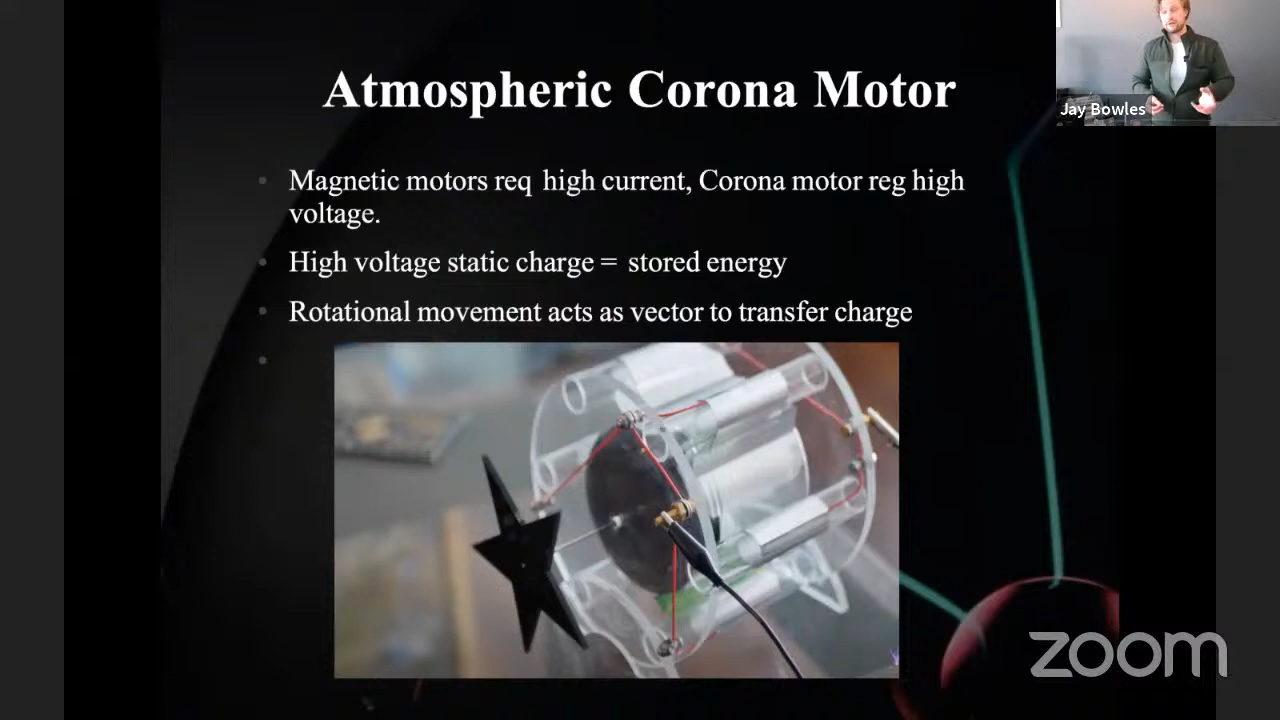 Atmospheric Corona Motor
Jay Bowles
Magnetic motors req high current, Corona motor reg high
voltage.
High voltage static charge = stored energy
Rotational movement acts as vector to transfer charge
zoom